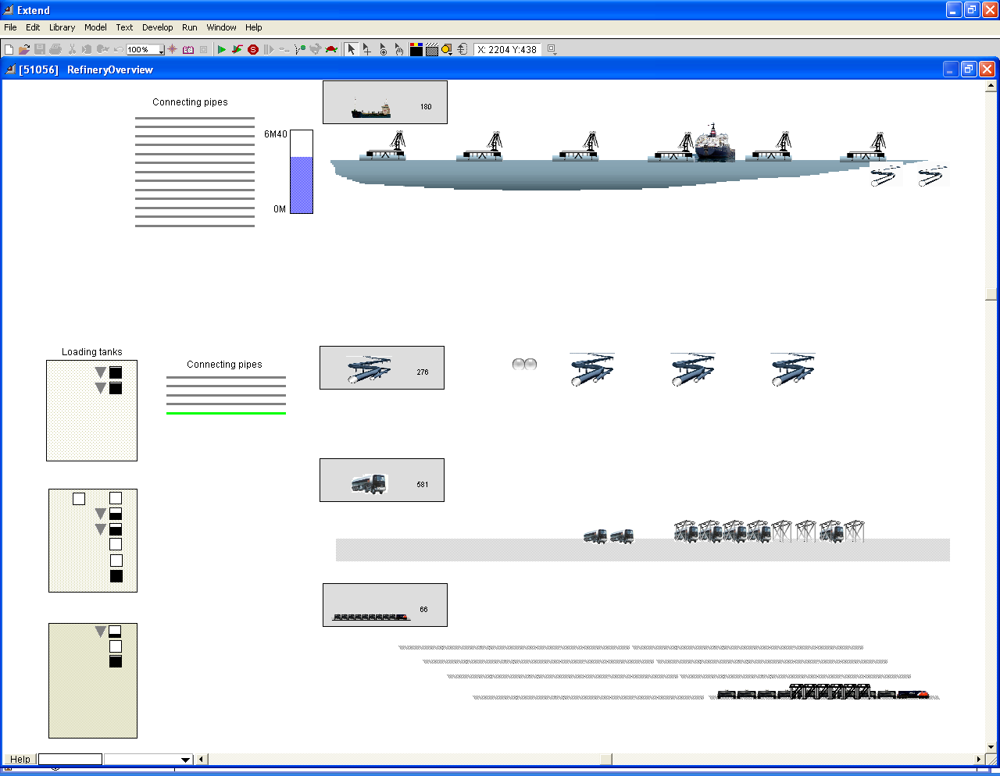 Extend
File Edit Library Model Text Develop Run Window Help
100%
S
X: 2204 Y:438
[51056] RefineryOverview
Connecting pipes
180
6M40
0M
Loading tanks
Connecting pipes
276
581
66
Help